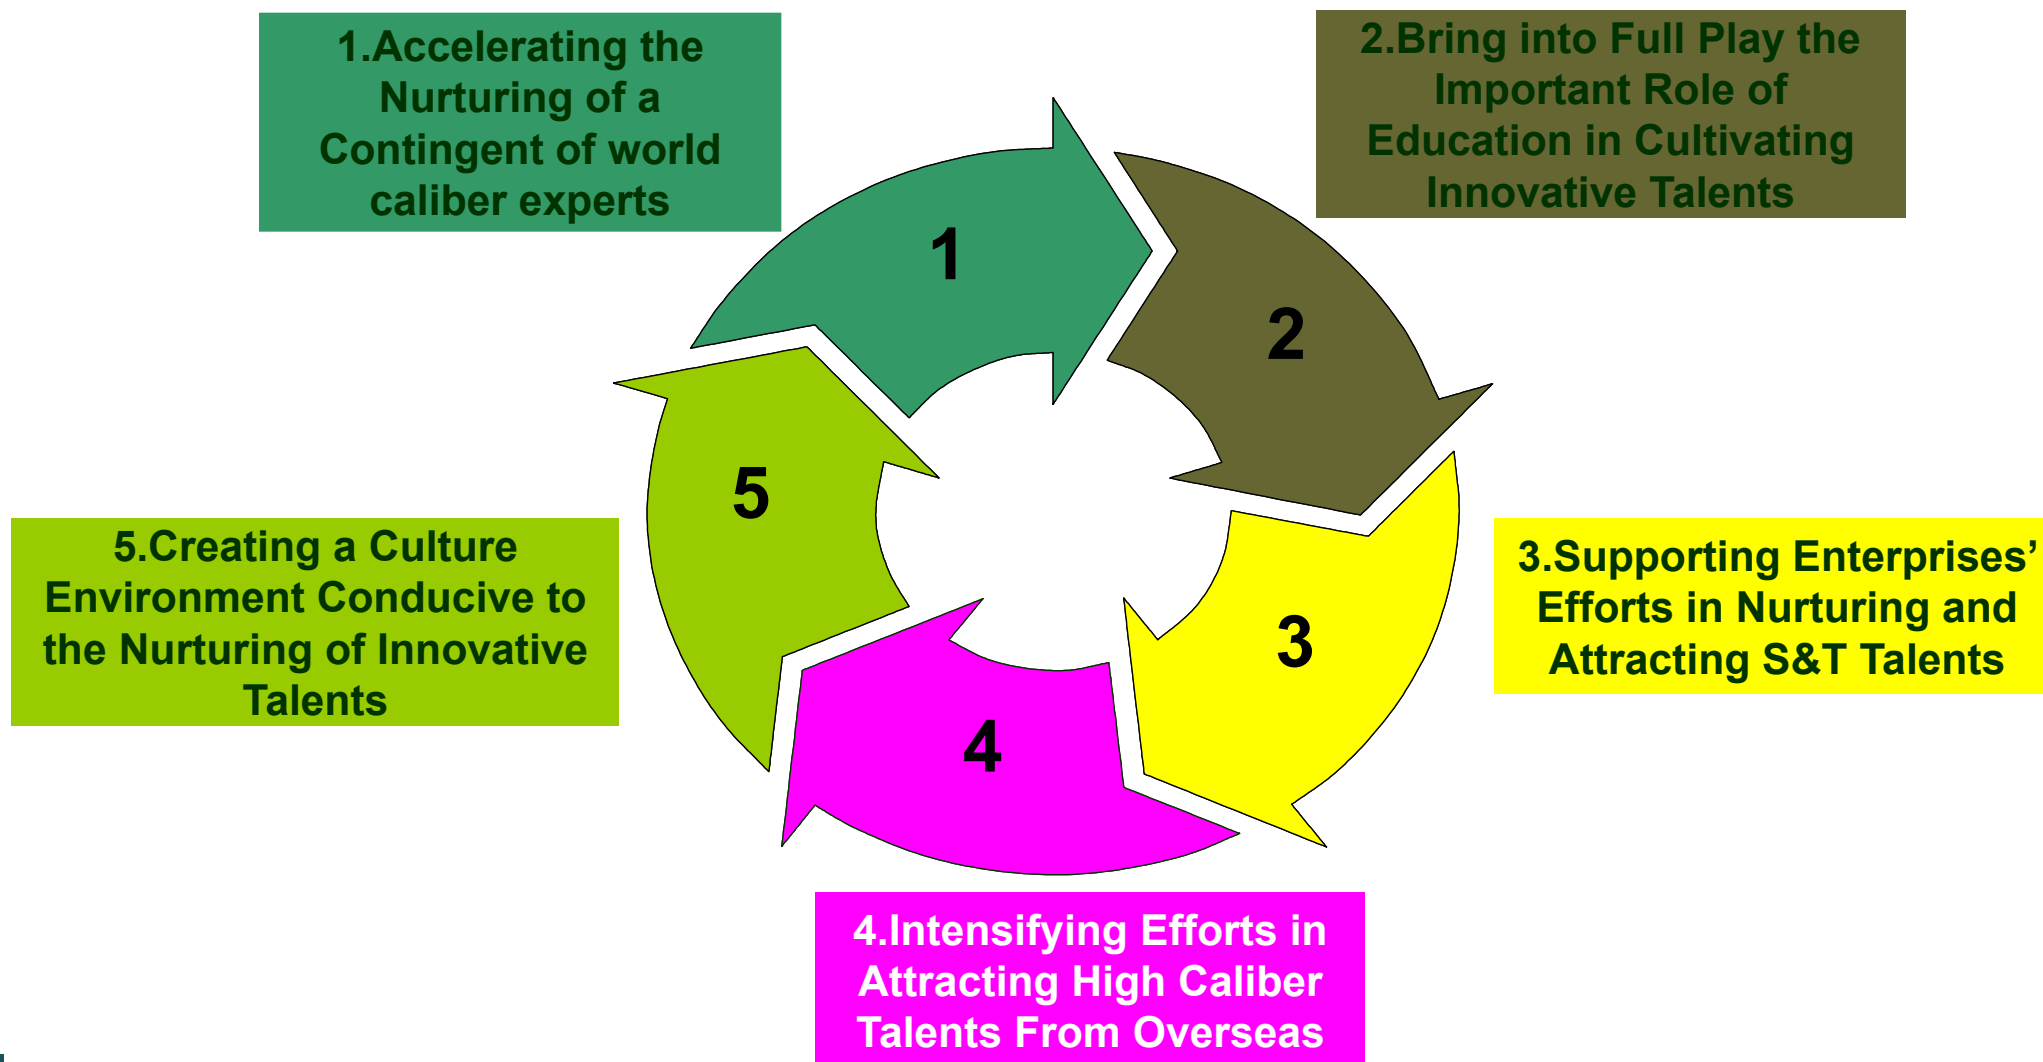 1.Accelerating the
Nurturing of a
Contingent of world
caliber experts
2.Bring into Full Play the
Important Role of
Education in Cultivating
Innovative Talents
1
2
3
4
5
3.Supporting Enterprises’
Efforts in Nurturing and
Attracting S&T Talents
4.Intensifying Efforts in
Attracting High Caliber
Talents From Overseas
5.Creating a Culture
Environment Conducive to
the Nurturing of Innovative
Talents